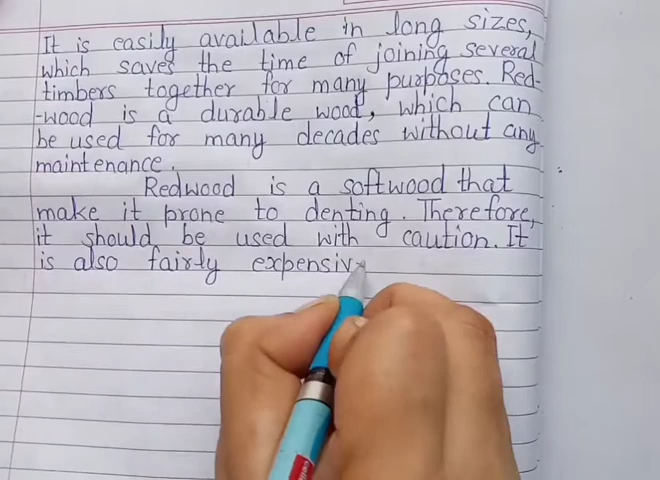 It is easily available in long sizes,
which saves the time of joining several
timbers together for many purposes. Red-
-wood is a durable wood, which can
be used for many decades without any
maintenance.
Redwood is a softwood that
make it prone to denting. Therefore,
it should be used with caution. It
is also fairly expensiv